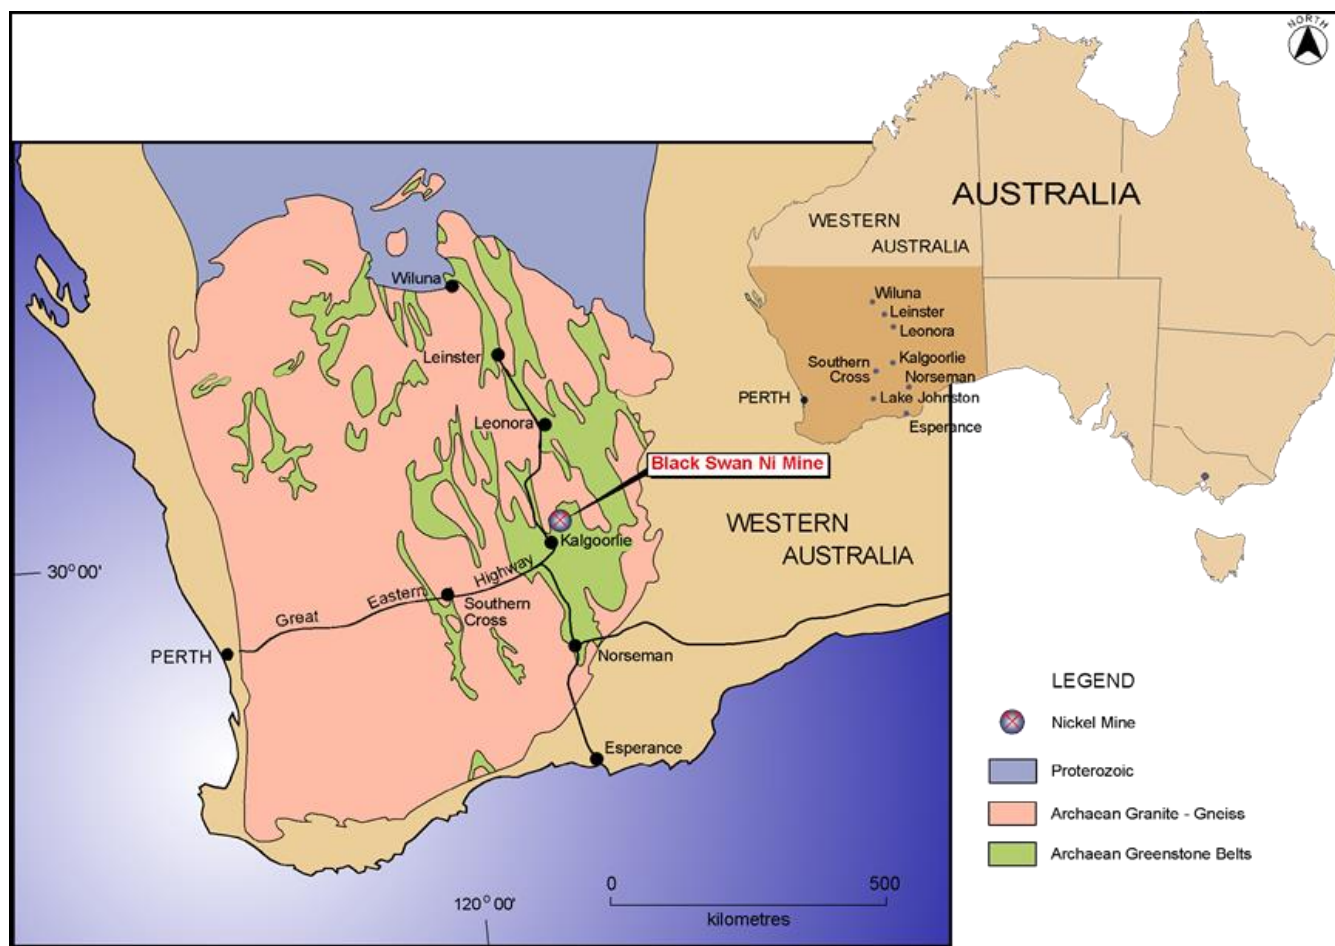 NORTH
AUSTRALIA
WESTERN
AUSTRALIA
Wiluna
Leinster
Leonora
Kalgoorlie
Southern
Cross
Norseman
PERTH
Lake Johnston
Esperance
Wiluna
Leinster
Leonora
Black Swan Ni Mine
WESTERN
AUSTRALIA
Kalgoorlie
30°00'
Great Eastern Highway
Southern
Cross
PERTH
Norseman
Esperance
LEGEND
Nickel Mine
Proterozoic
Archaean Granite - Gneiss
Archaean Greenstone Belts
0 500
kilometres
120°00'